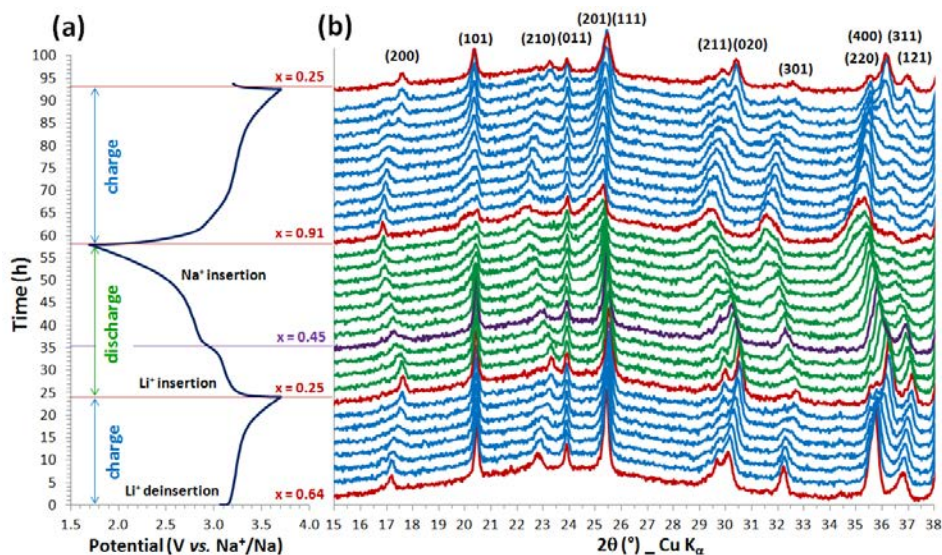 (a)
(b)
(200)
(101)
(210)
(011)
(201)(111)
(211)(020)
(301)
(400)
(311)
(220)
(121)
100
95
90
85
80
75
70
65
60
55
50
45
40
35
30
25
20
15
10
5
0
Time (h)
x = 0.25
charge
x = 0.91
Na⁺ insertion
discharge
x = 0.45
Li⁺ insertion
x = 0.25
charge
Li⁺ deinsertion
x = 0.64
1.5 2.0 2.5 3.0 3.5 4.0
15 16 17 18 19 20 21 22 23 24 25 26 27 28 29 30 31 32 33 34 35 36 37 38
Potential (V vs. Na⁺/Na)
2θ (°) _ Cu Kα